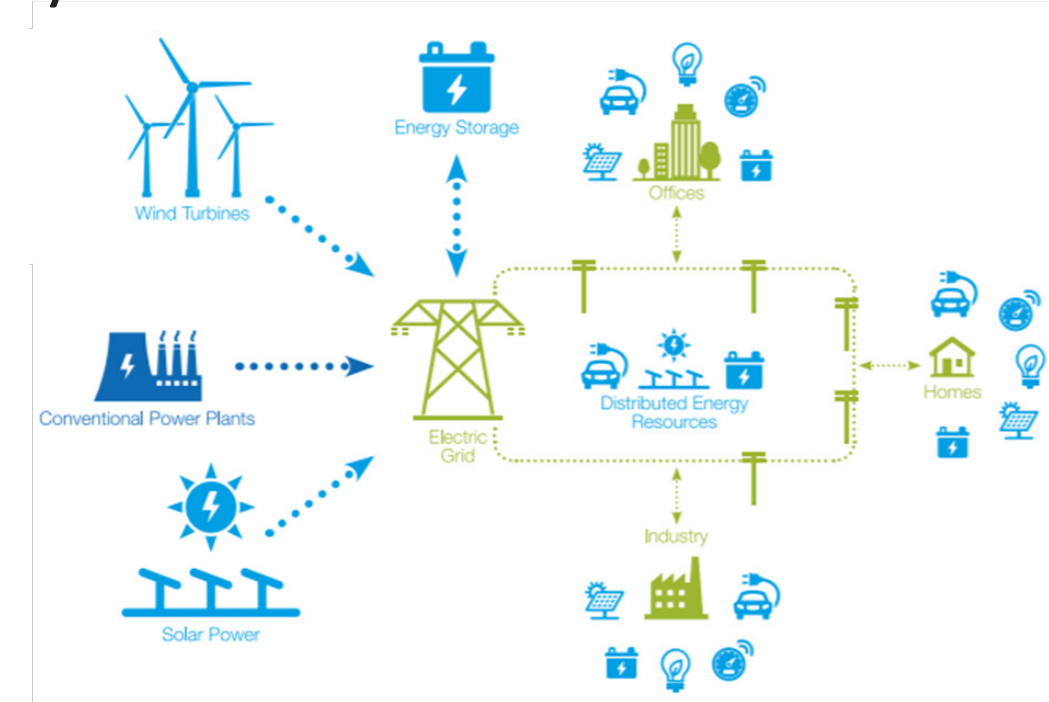 Energy Storage
Wind Turbines
Offices
Conventional Power Plants
Electric
Grid
Distributed Energy
Resources
Homes
Industry
Solar Power